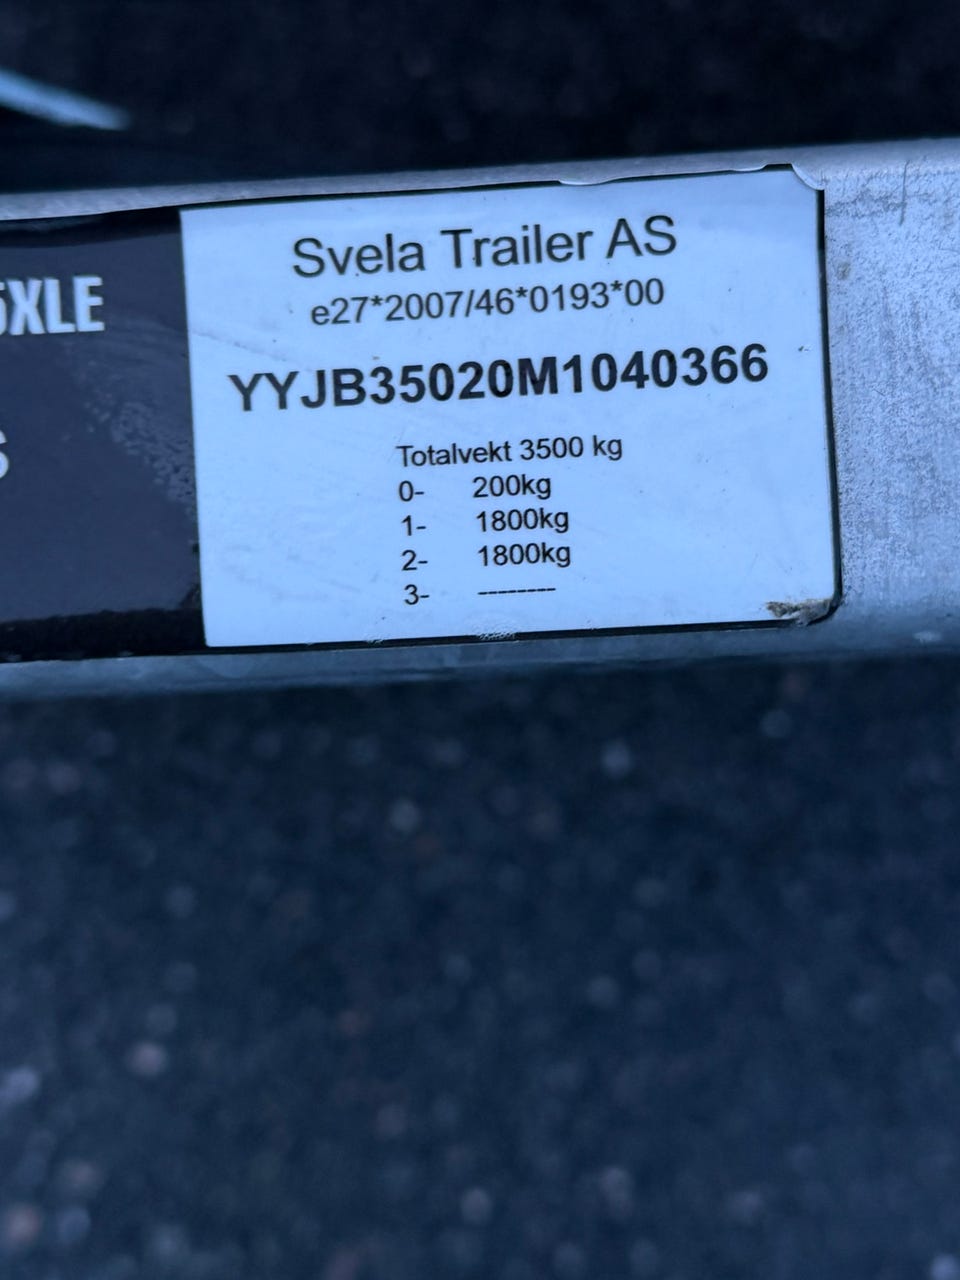 Svela Trailer AS
e27*2007/46*0193*00
YYJB35020M1040366
Totalvekt 3500 kg
0- 200kg
1- 1800kg
2- 1800kg
3- --------
XLE
S